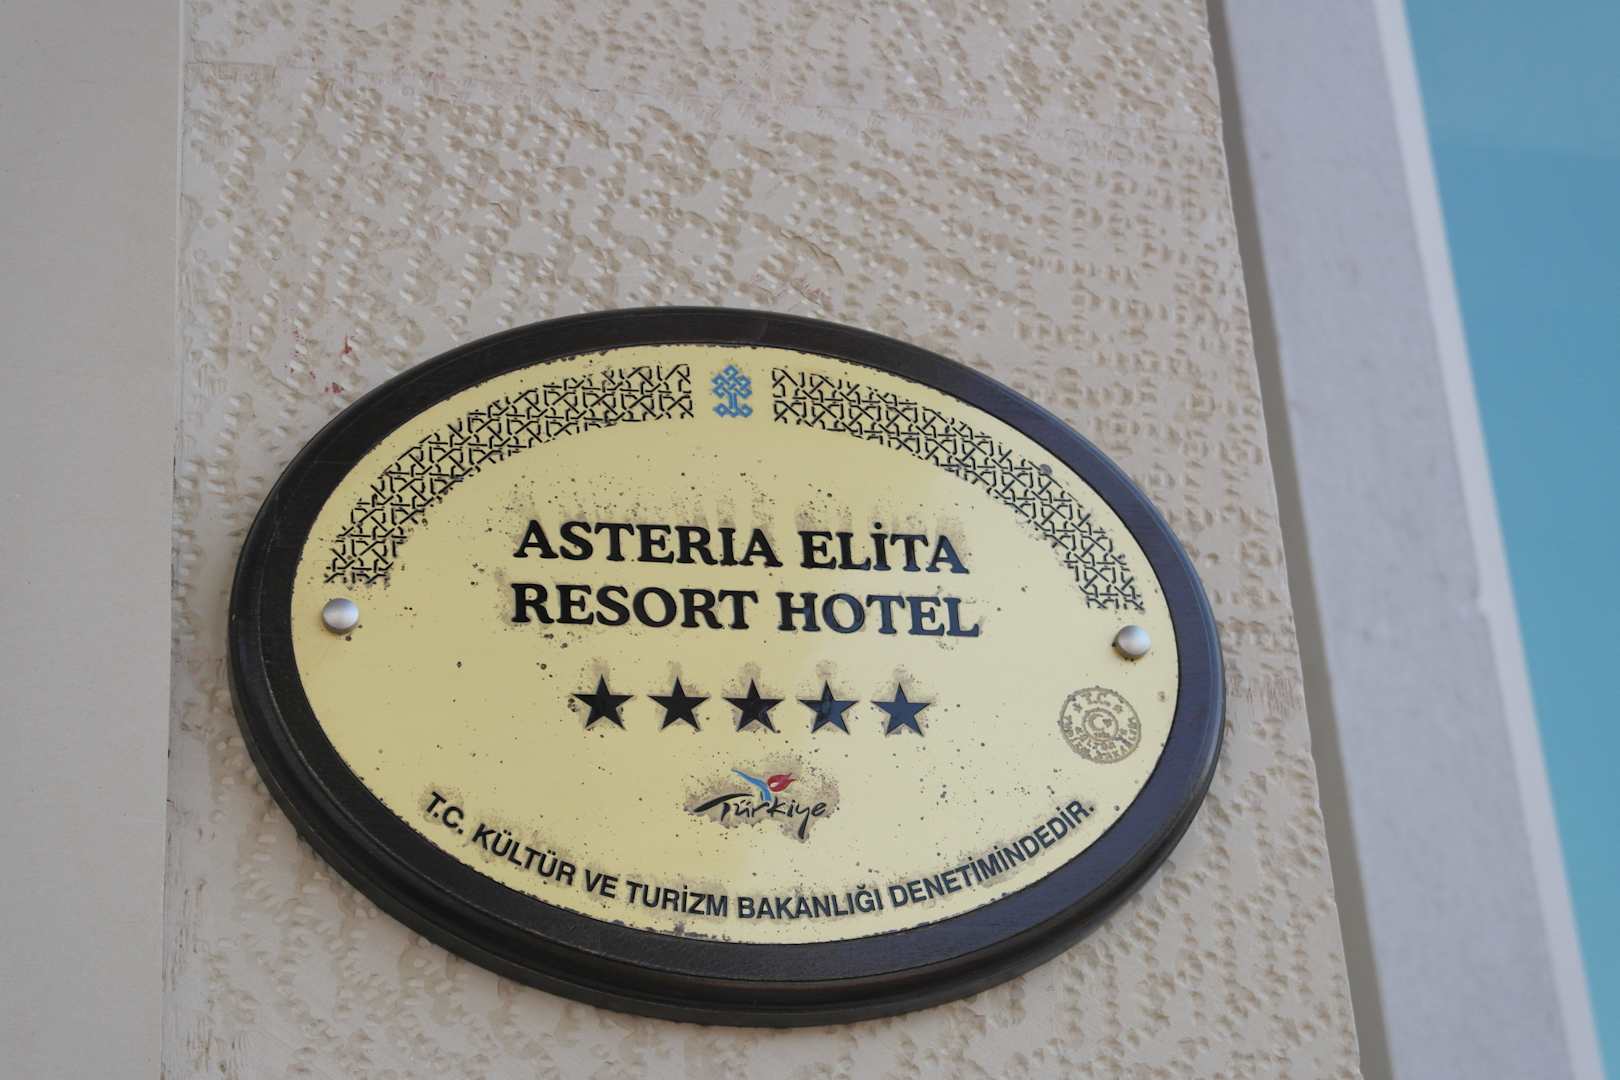 ASTERIA ELİTA
RESORT HOTEL
Türkiye
T.C. KÜLTÜR VE TURİZM BAKANLIĞI DENETİMİNDEDİR.
T.C.